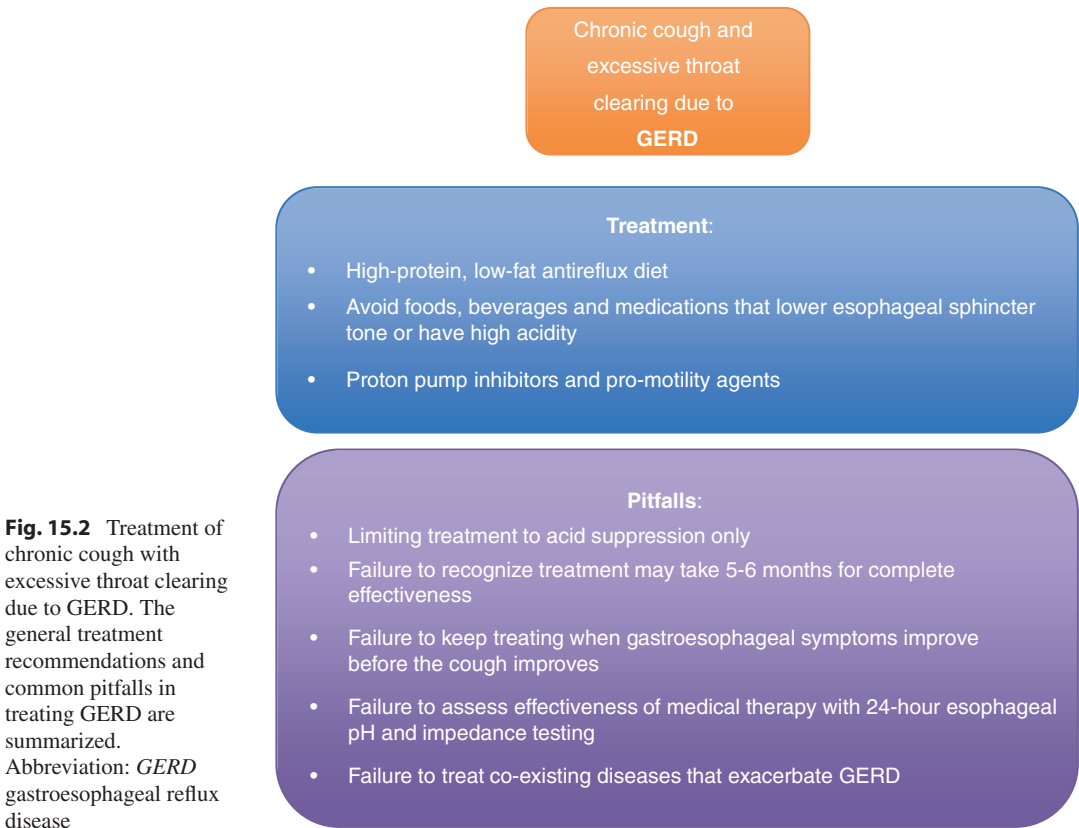 Chronic cough and
excessive throat
clearing due to
GERD
Treatment:
• High-protein, low-fat antireflux diet
• Avoid foods, beverages and medications that lower esophageal sphincter
tone or have high acidity
• Proton pump inhibitors and pro-motility agents
Pitfalls:
• Limiting treatment to acid suppression only
• Failure to recognize treatment may take 5-6 months for complete
effectiveness
• Failure to keep treating when gastroesophageal symptoms improve
before the cough improves
• Failure to assess effectiveness of medical therapy with 24-hour esophageal
pH and impedance testing
• Failure to treat co-existing diseases that exacerbate GERD
Fig. 15.2 Treatment of
chronic cough with
excessive throat clearing
due to GERD. The
general treatment
recommendations and
common pitfalls in
treating GERD are
summarized.
Abbreviation: GERD
gastroesophageal reflux
disease